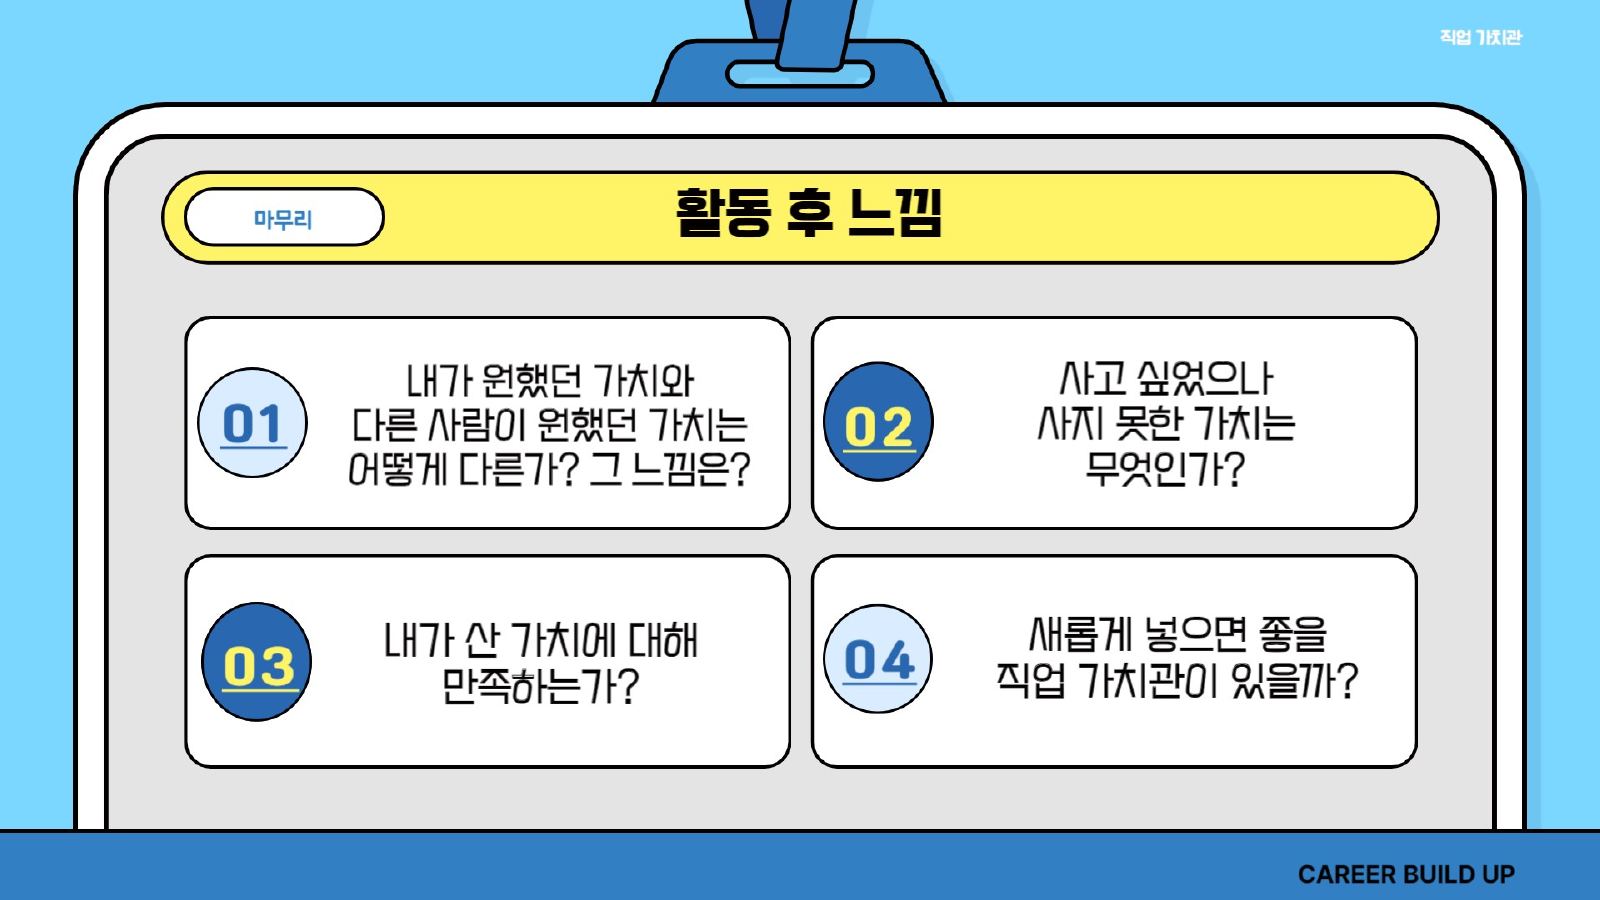 직업 가치관
마무리
활동 후 느낌
01
내가 원했던 가치와
다른 사람이 원했던 가치는
어떻게 다른가? 그 느낌은?
02
사고 싶었으나
사지 못한 가치는
무엇인가?
03
내가 산 가치에 대해
만족하는가?
04
새롭게 넣으면 좋을
직업 가치관이 있을까?
CAREER BUILD UP